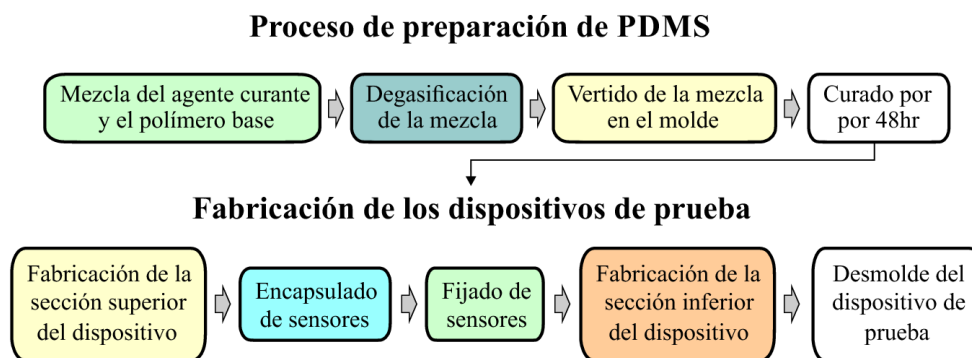 Proceso de preparación de PDMS
Mezcla del agente curante
y el polímero base
Degasificación
de la mezcla
Vertido de la mezcla
en el molde
Curado por
por 48hr
Fabricación de los dispositivos de prueba
Fabricación de la
sección superior
del dispositivo
Encapsulado
de sensores
Fijado de
sensores
Fabricación de la
sección inferior
del dispositivo
Desmolde del
dispositivo de
prueba